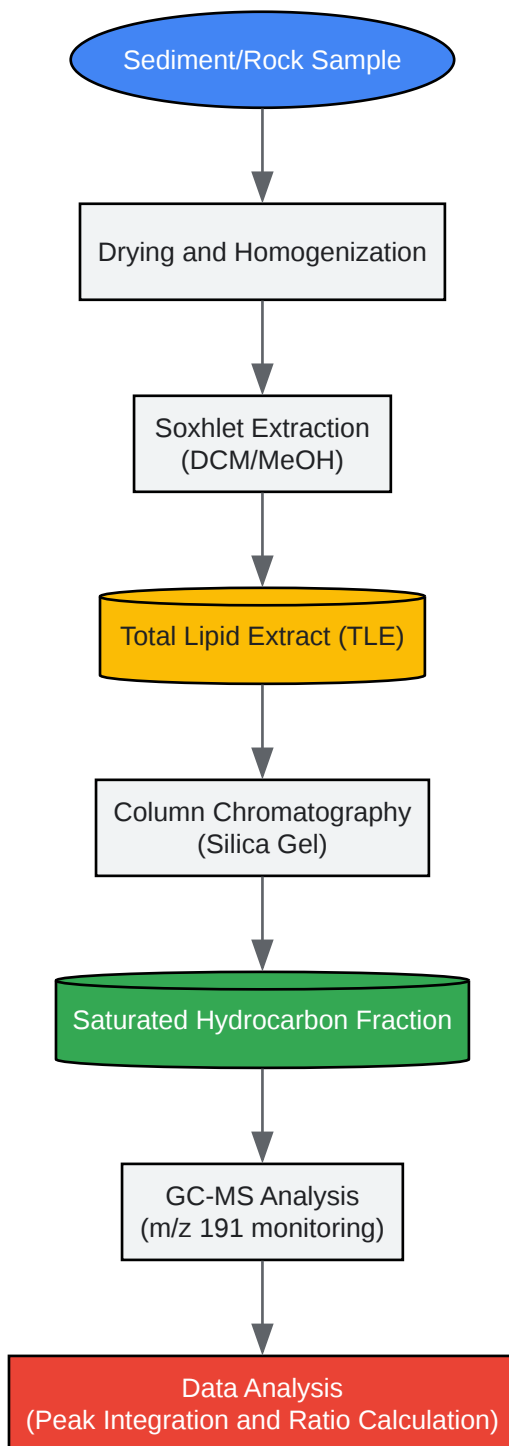 Sediment/Rock Sample
Drying and Homogenization
Soxhlet Extraction
(DCM/MeOH)
Total Lipid Extract (TLE)
Column Chromatography
(Silica Gel)
Saturated Hydrocarbon Fraction
GC-MS Analysis
(m/z 191 monitoring)
Data Analysis
(Peak Integration and Ratio Calculation)